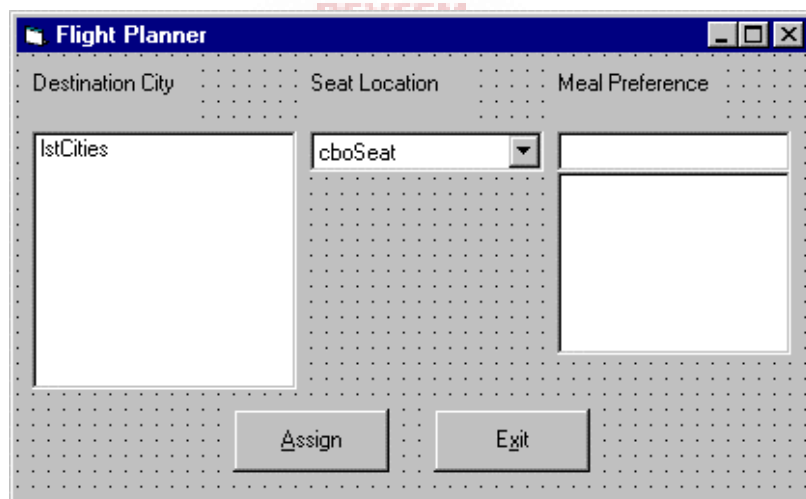 Flight Planner
Destination City
Seat Location
Meal Preference
lstCities
cboSeat
Assign
Exit